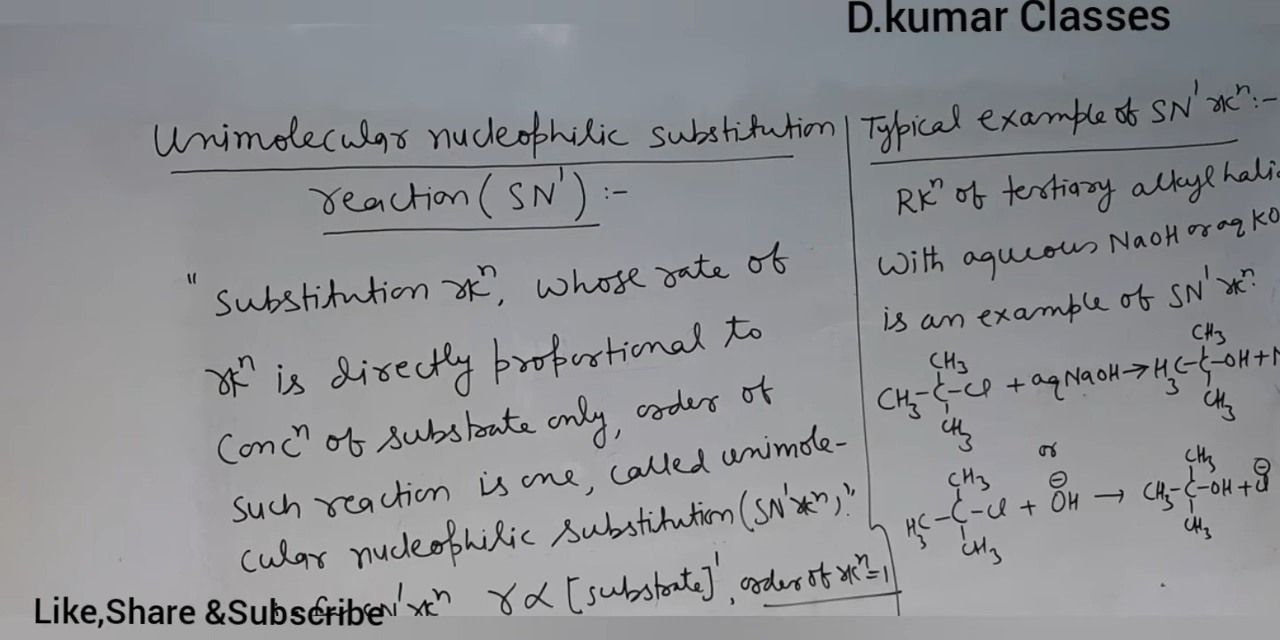 D.kumar Classes
Unimolecular nucleophilic substitution
reaction (SN¹) :-
"Substitution rxⁿ, whose rate of
rxⁿ is directly proportional to
Concⁿ of substrate only, order of
Such reaction is one, called unimole-
cular nucleophilic substitution (SN¹rxⁿ)."
rxⁿ r ∝ [substrate]¹, order of rxⁿ=1
Typical example of SN¹ rxⁿ:-
Rxⁿ of tertiary alkyl
With aqueous NaOH or aq
is an example of SN¹ rxⁿ.
CH₃ CH₃
CH₃-C-Cl + aq NaOH → H₃C-C-OH +
CH₃ CH₃
or
CH₃ CH₃
H₃C-C-Cl + ⊖OH → CH₃-C-OH + Cl⊖
CH₃ CH₃
Like,Share &Subscribe